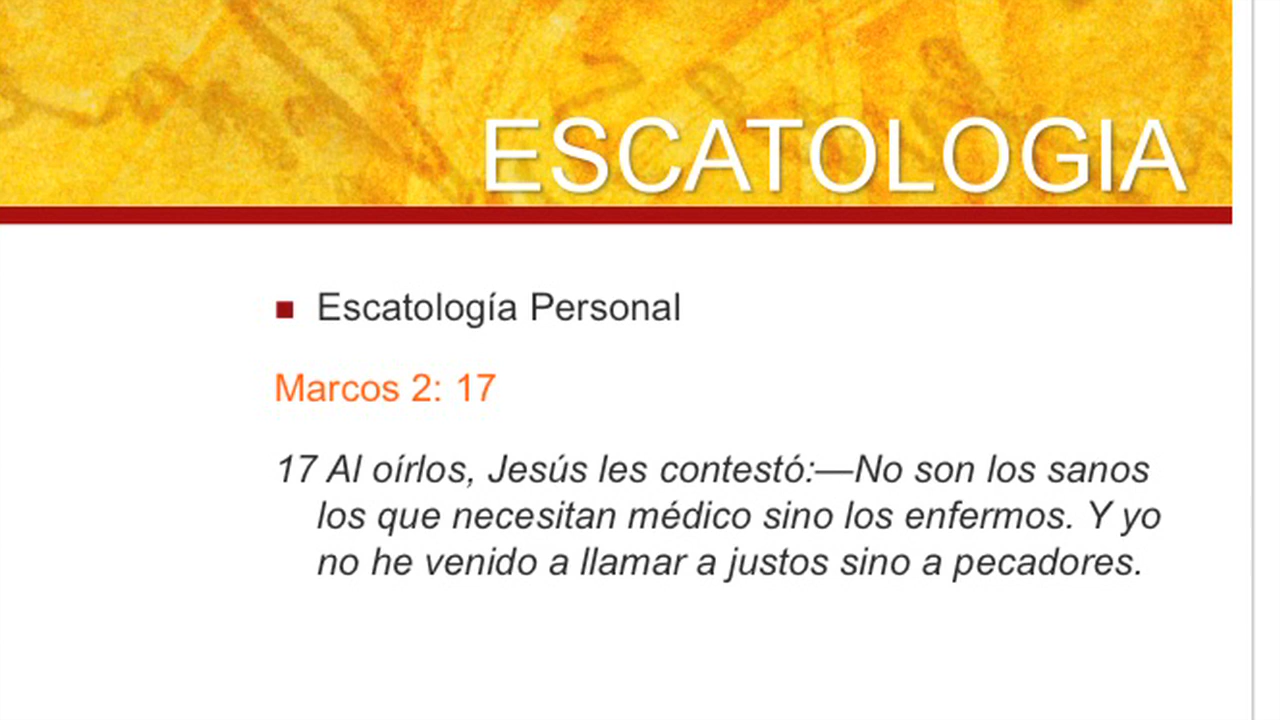 ESCATOLOGIA
Escatología Personal
Marcos 2: 17
17 Al oírlos, Jesús les contestó:—No son los sanos
los que necesitan médico sino los enfermos. Y yo
no he venido a llamar a justos sino a pecadores.